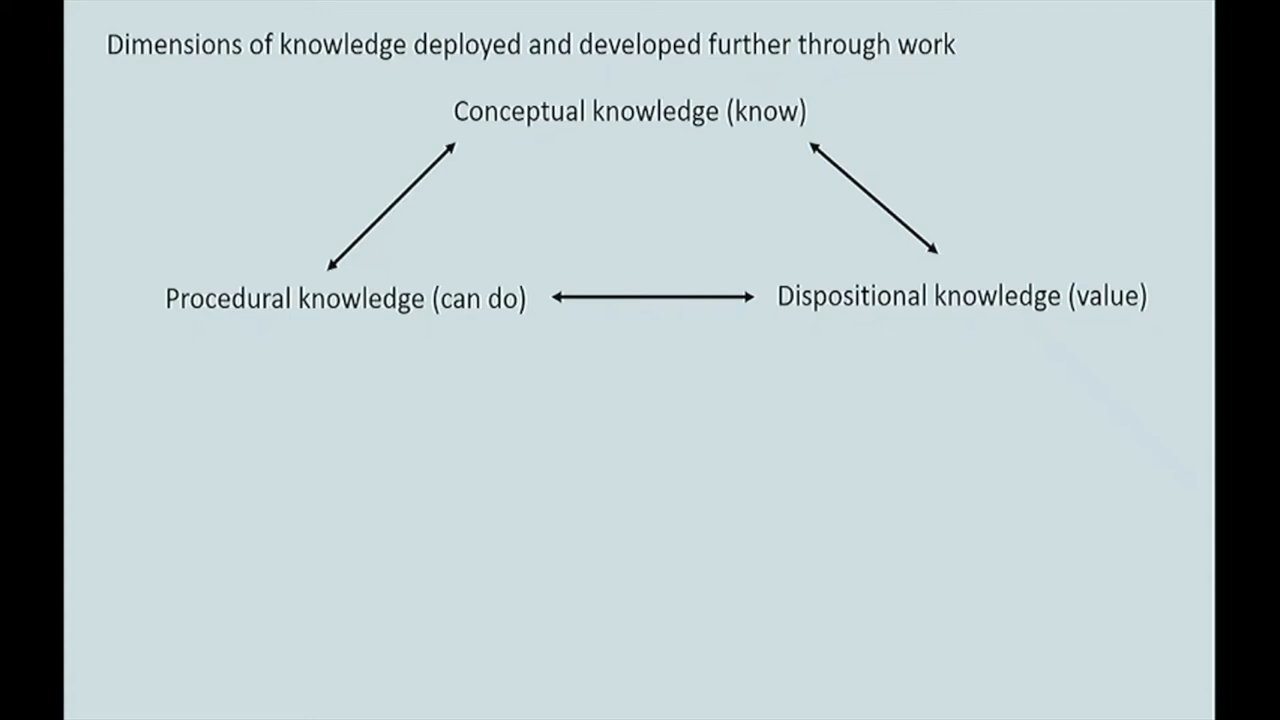 Dimensions of knowledge deployed and developed further through work
Conceptual knowledge (know)
Procedural knowledge (can do)
Dispositional knowledge (value)